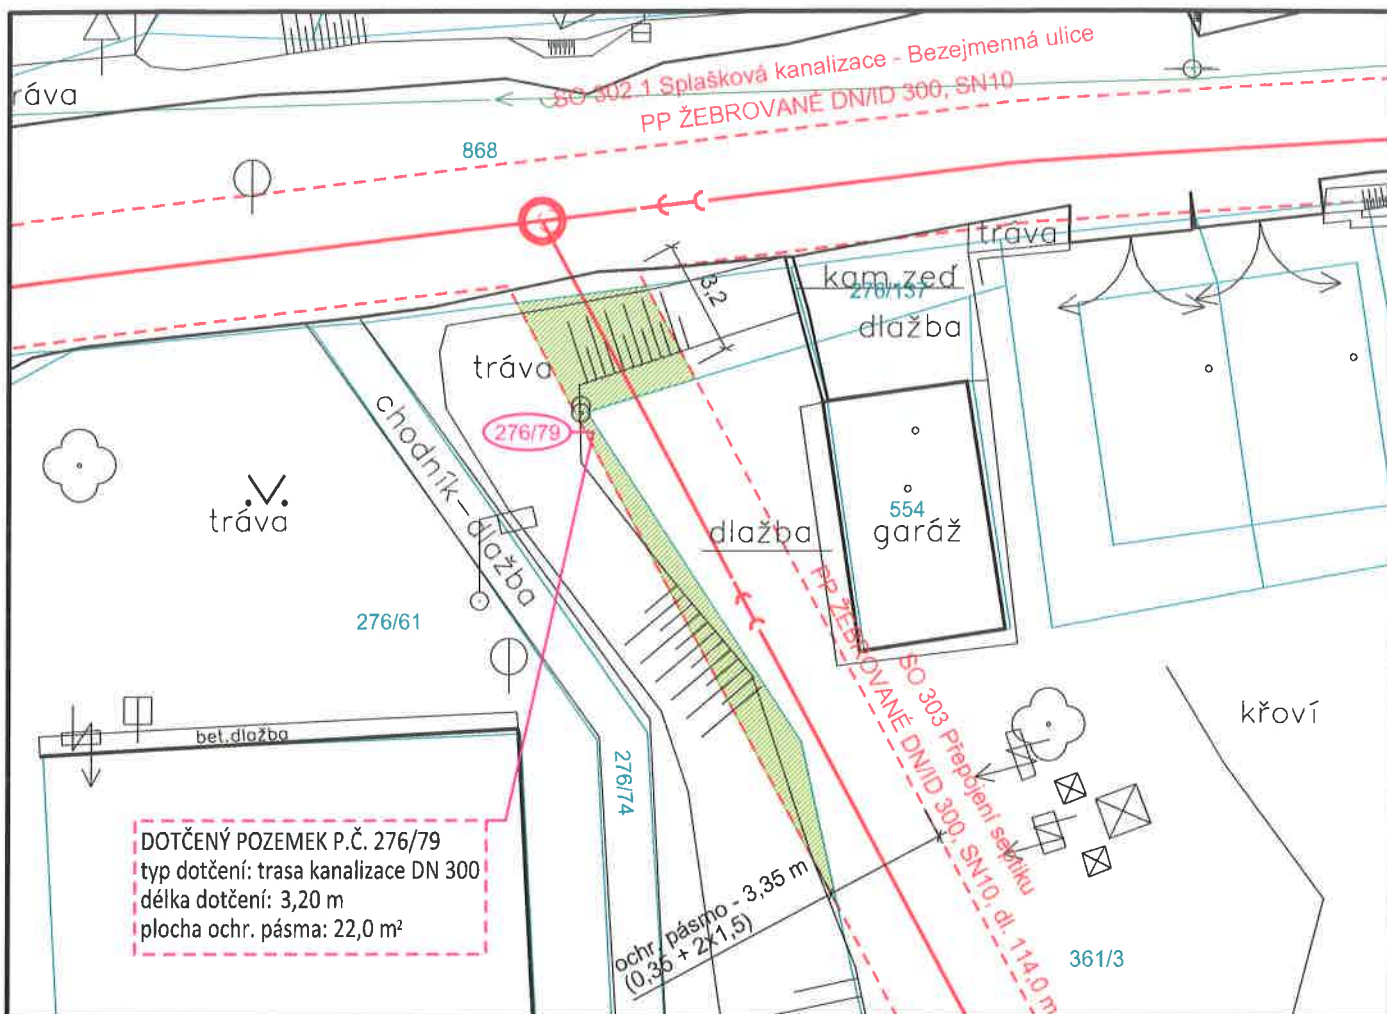 SO 302.1 Splašková kanalizace - Bezejmenná ulice
PP ŽEBROVANÉ DN/ID 300, SN10
ráva
868
tráva
kam.zeď
276/137
dlažba
3,2
tráva
276/79
chodník-dlažba
tráva
dlažba
554
garáž
276/61
PP ŽEBROVANÉ DN/ID 300, SN10, dl. 114,0 m
SO 303 Přepojení septiku
křoví
bet.dlažba
276/74
DOTČENÝ POZEMEK P.Č. 276/79
typ dotčení: trasa kanalizace DN 300
délka dotčení: 3,20 m
plocha ochr. pásma: 22,0 m²
ochr. pásmo - 3,35 m
(0,35 + 2x1,5)
361/3